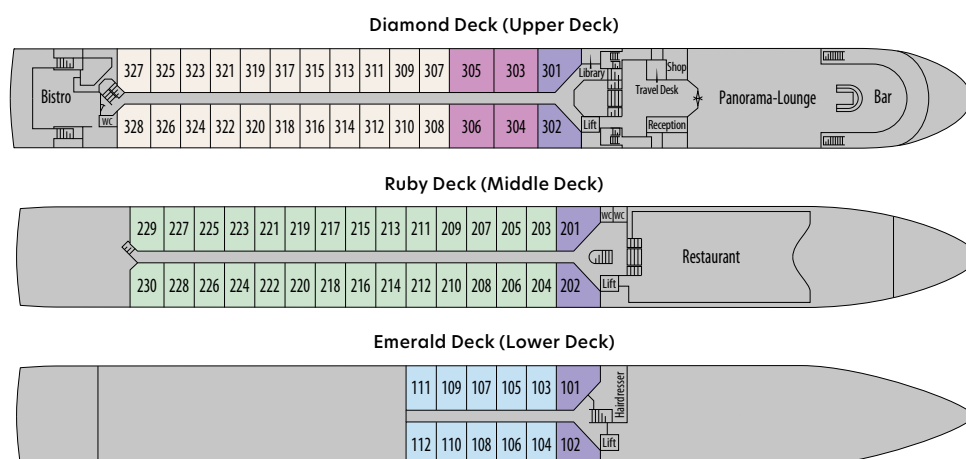 Diamond Deck (Upper Deck)
327 325 323 321 319 317 315 313 311 309 307 305 303 301
Library
Shop
Travel Desk
Bistro
Panorama-Lounge
Bar
WC
328 326 324 322 320 318 316 314 312 310 308 306 304 302
Lift
Reception
Ruby Deck (Middle Deck)
229 227 225 223 221 219 217 215 213 211 209 207 205 203 201
WC WC
Restaurant
230 228 226 224 222 220 218 216 214 212 210 208 206 204 202
Lift
Emerald Deck (Lower Deck)
111 109 107 105 103 101
Hairdresser
112 110 108 106 104 102
Lift